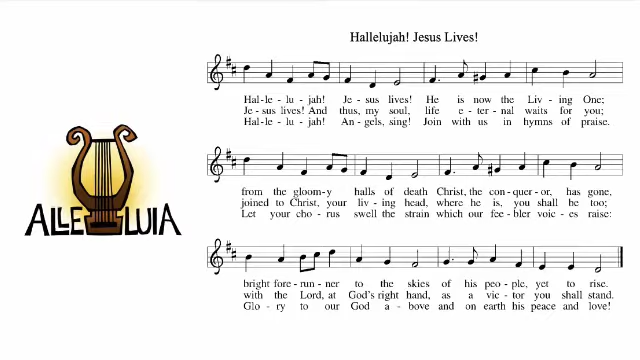 Hallelujah! Jesus Lives!
Hal - le - lu - jah! Je - sus lives! He is now the Liv - ing One;
Je - sus lives! And thus, my soul, life e - ter - nal waits for you;
Hal - le - lu - jah! An - gels, sing! Join with us in hymns of praise.
from the gloom - y halls of death Christ, the con - quer - or, has gone,
joined to Christ, your liv - ing head, where he is, you shall be too;
Let your cho - rus swell the strain which our fee - bler voic - es raise:
ALLELUIA
bright fore - run - ner to the skies of his peo - ple, yet to rise.
with the Lord, at God's right hand, as a vic - tor you shall stand.
Glo - ry to our God a - bove and on earth his peace and love!